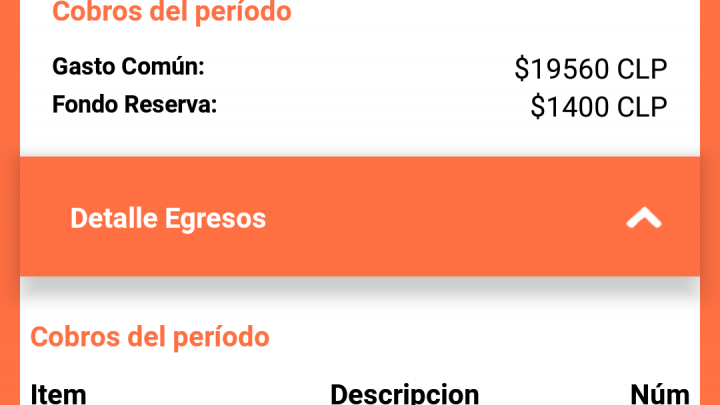 Cobros del período
Gasto Común: $19560 CLP
Fondo Reserva: $1400 CLP
Detalle Egresos
Cobros del período
Item Descripcion Núm